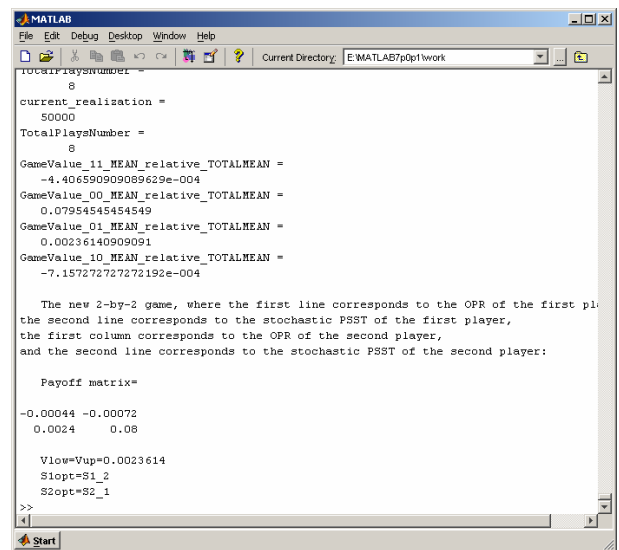 MATLAB
File Edit Debug Desktop Window Help
Current Directory: E:\MATLAB7p0p1\work
TotalPlaysNumber =
8
current_realization =
50000
TotalPlaysNumber =
8
GameValue_11_MEAN_relative_TOTALMEAN =
-4.406590909089629e-004
GameValue_00_MEAN_relative_TOTALMEAN =
0.07954545454549
GameValue_01_MEAN_relative_TOTALMEAN =
0.00236140909091
GameValue_10_MEAN_relative_TOTALMEAN =
-7.157272727272192e-004
The new 2-by-2 game, where the first line corresponds to the OPR of the first pla
the second line corresponds to the stochastic PSST of the first player,
the first column corresponds to the OPR of the second player,
and the second line corresponds to the stochastic PSST of the second player:
Payoff matrix=
-0.00044 -0.00072
0.0024 0.08
Vlow=Vup=0.0023614
S1opt=S1_2
S2opt=S2_1
>>
Start